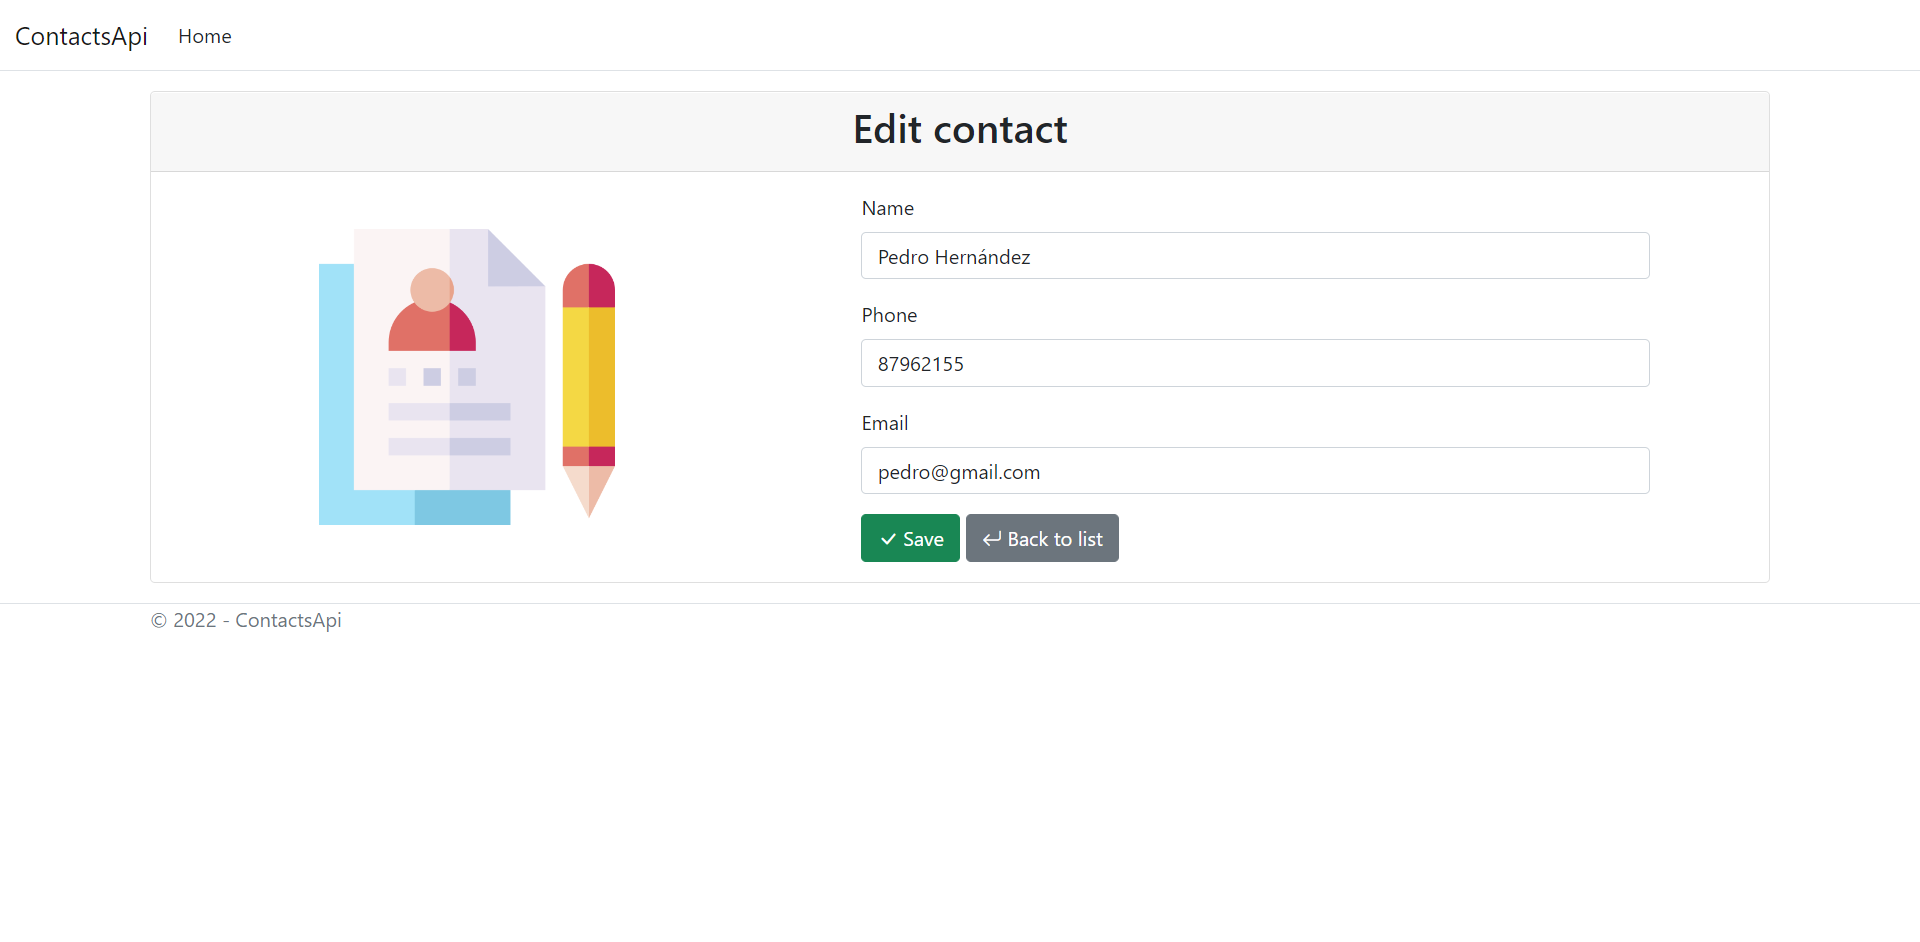 ContactsApi Home
Edit contact
Name
Pedro Hernández
Phone
87962155
Email
pedro@gmail.com
Save Back to list
© 2022 - ContactsApi